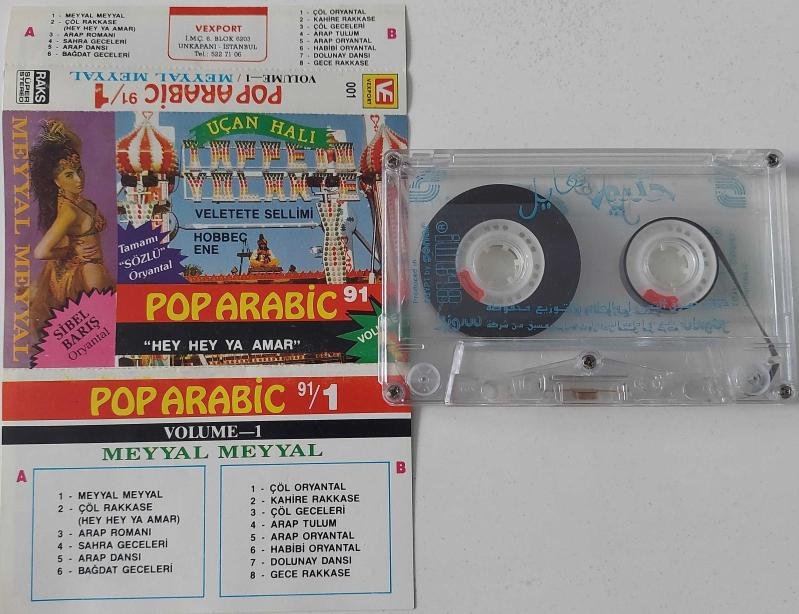 A
1 - MEYYAL MEYYAL
2 - ÇÖL RAKKASE
(HEY HEY YA AMAR)
3 - ARAP ROMANI
4 - SAHRA GECELERİ
5 - ARAP DANSI
6 - BAĞDAT GECELERİ
VEXPORT
İ.M.Ç. 6. BLOK 6203
UNKAPANI - İSTANBUL
Tel.: 522 71 06
1 - ÇÖL ORYANTAL
2 - KAHİRE RAKKASE
3 - ÇÖL GECELERİ
4 - ARAP TULUM
5 - ARAP ORYANTAL
6 - HABİBİ ORYANTAL
7 - DOLUNAY DANSI
8 - GECE RAKKASE
B
RAKS
SUPER STEREO
POP ARABİC 91/1
VOLUME—1 / MEYYAL MEYYAL
001
VE
VEXPORT
MEYYAL MEYYAL
UÇAN HALI
VELETETE SELLİMİ
HOBBEÇ
ENE
Tamamı
"SÖZLÜ"
Oryantal
SİBEL
BARIŞ
Oryantal
POP ARABİC 91
"HEY HEY YA AMAR"
POP ARABİC 91/1
VOLUME—1
MEYYAL MEYYAL
A
1 - MEYYAL MEYYAL
2 - ÇÖL RAKKASE
(HEY HEY YA AMAR)
3 - ARAP ROMANI
4 - SAHRA GECELERİ
5 - ARAP DANSI
6 - BAĞDAT GECELERİ
B
1 - ÇÖL ORYANTAL
2 - KAHİRE RAKKASE
3 - ÇÖL GECELERİ
4 - ARAP TULUM
5 - ARAP ORYANTAL
6 - HABİBİ ORYANTAL
7 - DOLUNAY DANSI
8 - GECE RAKKASE